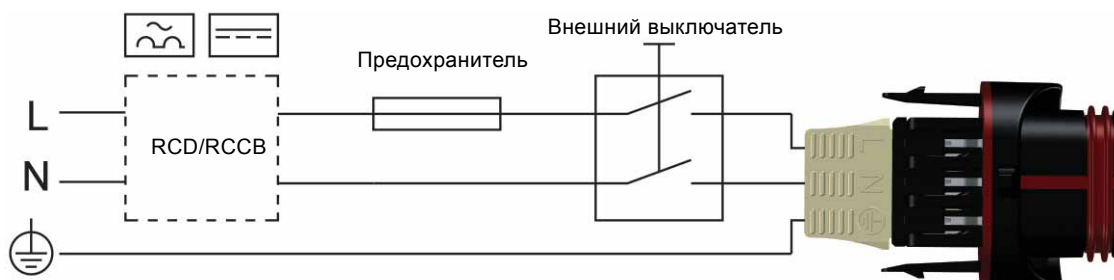 Внешний выключатель
Предохранитель
L
RCD/RCCB
N
L N